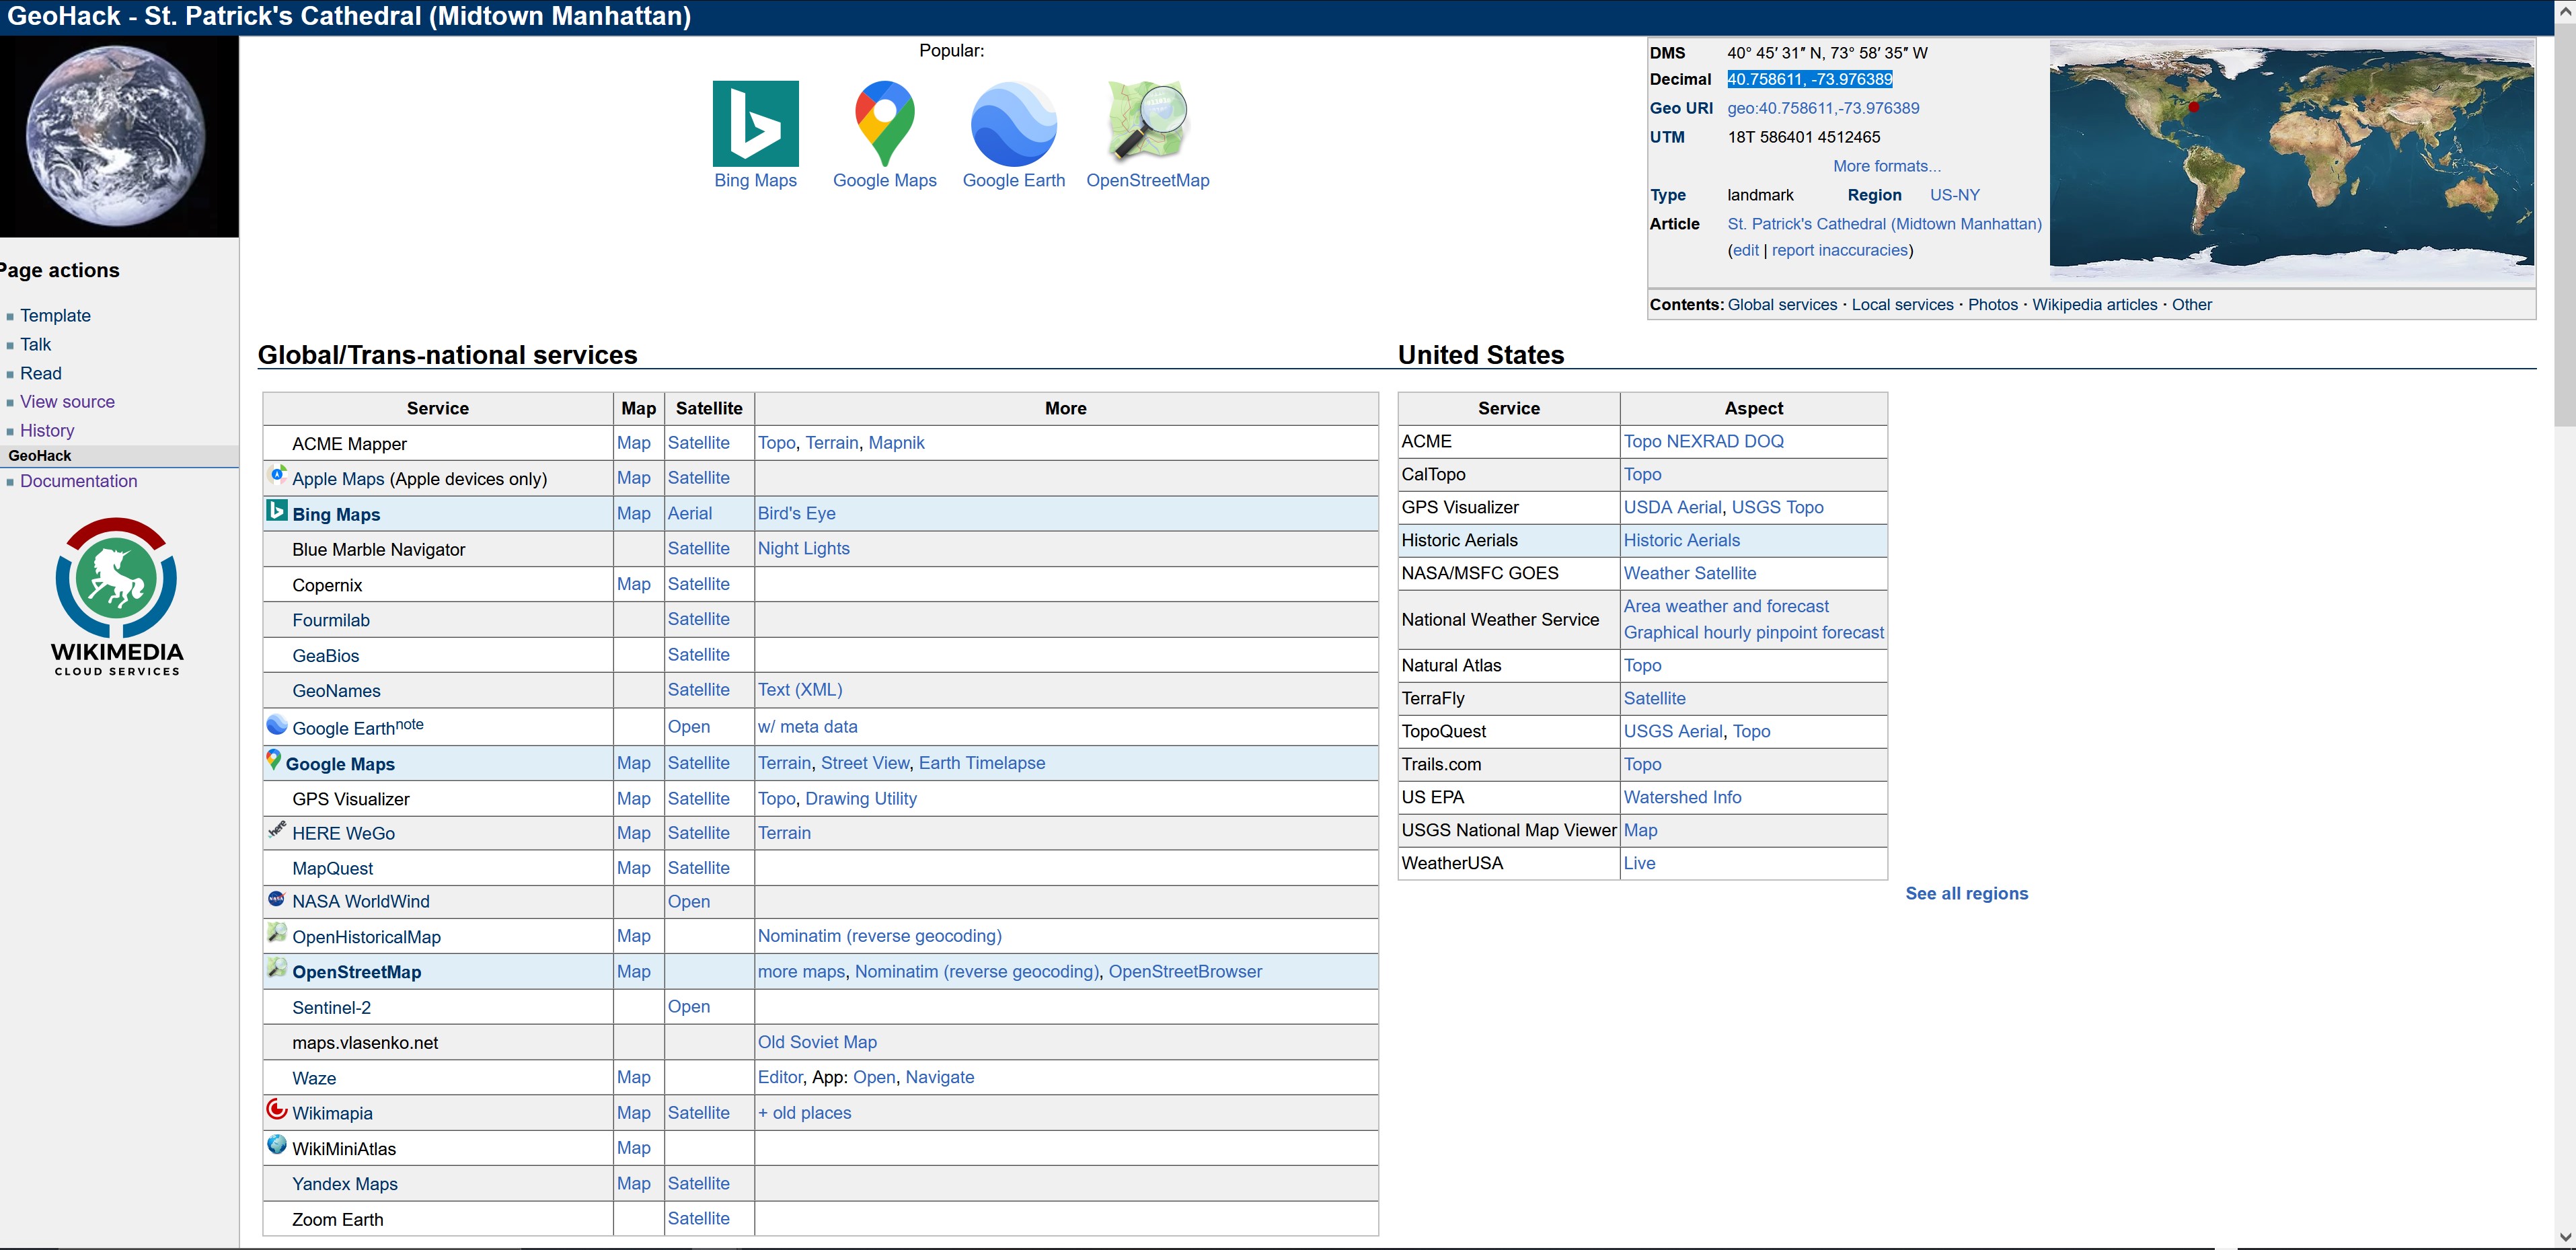 GeoHack - St. Patrick's Cathedral (Midtown Manhattan)
Page actions
Template
Talk
Read
View source
History
GeoHack
Documentation
WIKIMEDIA
CLOUD SERVICES
Popular:
Bing Maps Google Maps Google Earth OpenStreetMap
DMS 40° 45′ 31″ N, 73° 58′ 35″ W
Decimal 40.758611, -73.976389
Geo URI geo:40.758611,-73.976389
UTM 18T 586401 4512465
More formats...
Type landmark Region US-NY
Article St. Patrick's Cathedral (Midtown Manhattan)
(edit | report inaccuracies)
Contents: Global services · Local services · Photos · Wikipedia articles · Other
Global/Trans-national services
Service Map Satellite More
ACME Mapper Map Satellite Topo, Terrain, Mapnik
Apple Maps (Apple devices only) Map Satellite
Bing Maps Map Aerial Bird's Eye
Blue Marble Navigator Satellite Night Lights
Copernix Map Satellite
Fourmilab Satellite
GeaBios Satellite
GeoNames Satellite Text (XML)
Google Earthnote Open w/ meta data
Google Maps Map Satellite Terrain, Street View, Earth Timelapse
GPS Visualizer Map Satellite Topo, Drawing Utility
here HERE WeGo Map Satellite Terrain
MapQuest Map Satellite
NASA NASA WorldWind Open
OpenHistoricalMap Map Nominatim (reverse geocoding)
OpenStreetMap Map more maps, Nominatim (reverse geocoding), OpenStreetBrowser
Sentinel-2 Open
maps.vlasenko.net Old Soviet Map
Waze Map Editor, App: Open, Navigate
Wikimapia Map Satellite + old places
WikiMiniAtlas Map
Yandex Maps Map Satellite
Zoom Earth Satellite
United States
Service Aspect
ACME Topo NEXRAD DOQ
CalTopo Topo
GPS Visualizer USDA Aerial, USGS Topo
Historic Aerials Historic Aerials
NASA/MSFC GOES Weather Satellite
National Weather Service Area weather and forecast
Graphical hourly pinpoint forecast
Natural Atlas Topo
TerraFly Satellite
TopoQuest USGS Aerial, Topo
Trails.com Topo
US EPA Watershed Info
USGS National Map Viewer Map
WeatherUSA Live
See all regions